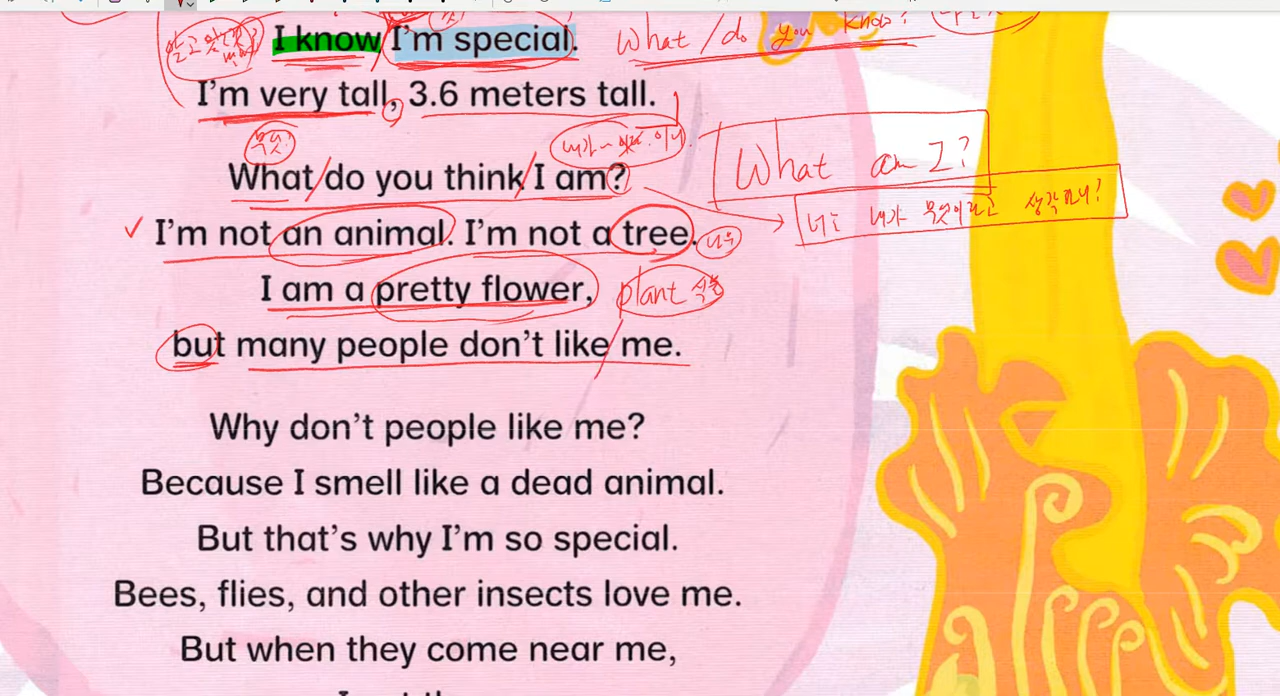 I know I'm special. What / do you know?
I'm very tall, 3.6 meters tall.
무엇?
What/do you think/I am? What am I?
I'm not an animal. I'm not a tree. 나무 너는 내가 무엇이라고 생각하니?
I am a pretty flower, plant 식물
but many people don't like/me.
Why don't people like me?
Because I smell like a dead animal.
But that's why I'm so special.
Bees, flies, and other insects love me.
But when they come near me,